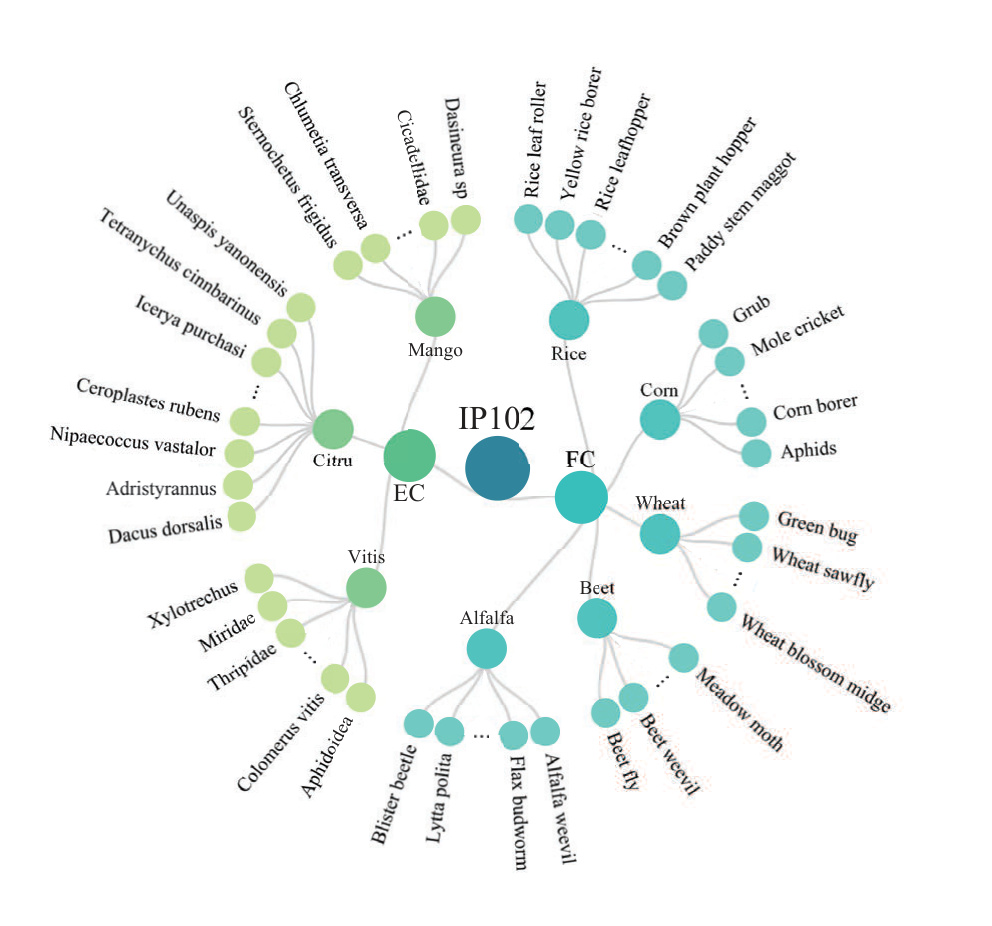 IP102
EC
FC
Mango
Sternochetus frigidus
Chlumetia transversa
...
Cicadellidae
Dasineura sp
Rice
Rice leaf roller
Yellow rice borer
Rice leafhopper
...
Brown plant hopper
Paddy stem maggot
Corn
Grub
Mole cricket
...
Corn borer
Aphids
Wheat
Green bug
Wheat sawfly
...
Wheat blossom midge
Beet
Meadow moth
...
Beet weevil
Beet fly
Alfalfa
Blister beetle
Lytta polita
...
Flax budworm
Alfalfa weevil
Vitis
Xylotrechus
Miridae
Thripidae
...
Colomerus vitis
Aphidoidea
Citru
Unaspis yanonensis
Tetranychus cinnbarinus
Icerya purchasi
...
Ceroplastes rubens
Nipaecoccus vastalor
Adristyrannus
Dacus dorsalis